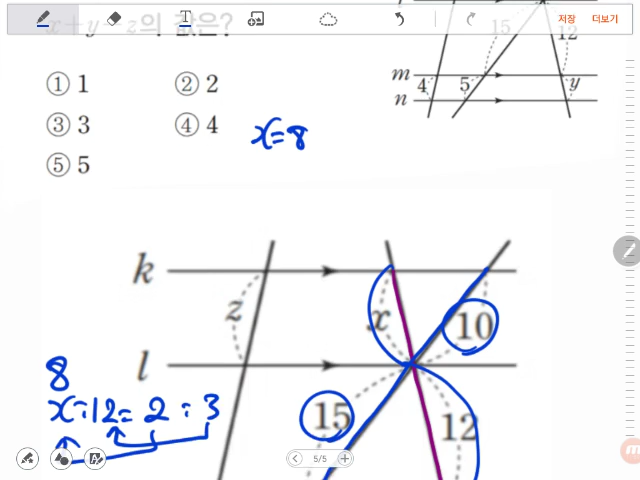 x+y-z의 값은?
저장 더보기
15 12
m 4 5 y
n
① 1 ② 2
③ 3 ④ 4
x=8
⑤ 5
k
z x 10
l
8
x:12=2:3
15 12
5/5